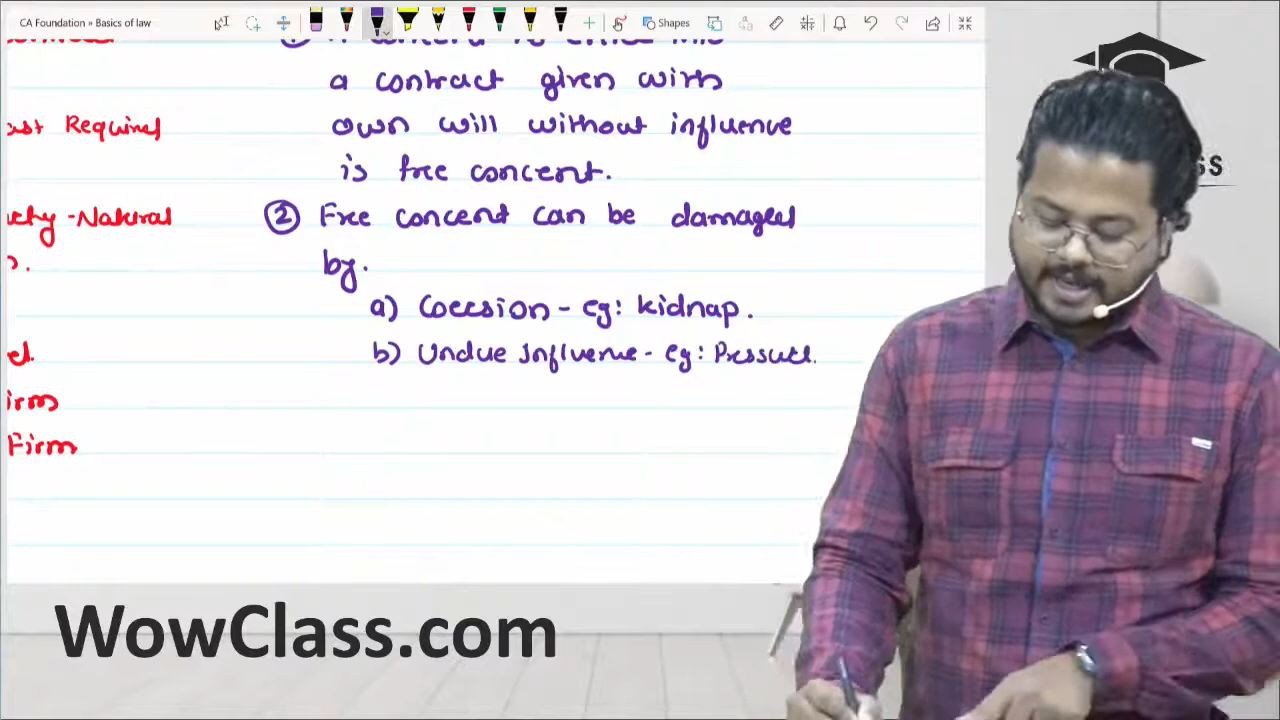 CA Foundation » Basics of law
Shapes
a contract given with
own will without influence
is free concent.
② Free concent can be damaged
by.
a) Coecsion - eg: kidnap.
b) Undue Influence - eg: Pressure.
Required
-Natural
Firm
WowClass.com